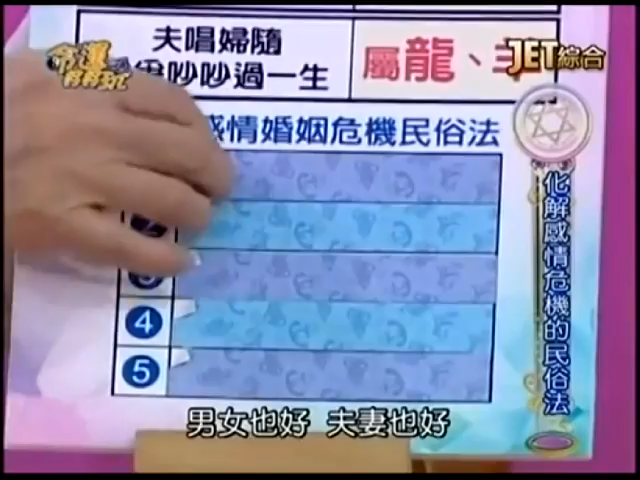 命運
好好玩
JET綜合
夫唱婦隨
吵吵過一生
屬龍、
感情婚姻危機民俗法
2
3
4
5
化解感情危機的民俗法
男女也好 夫妻也好